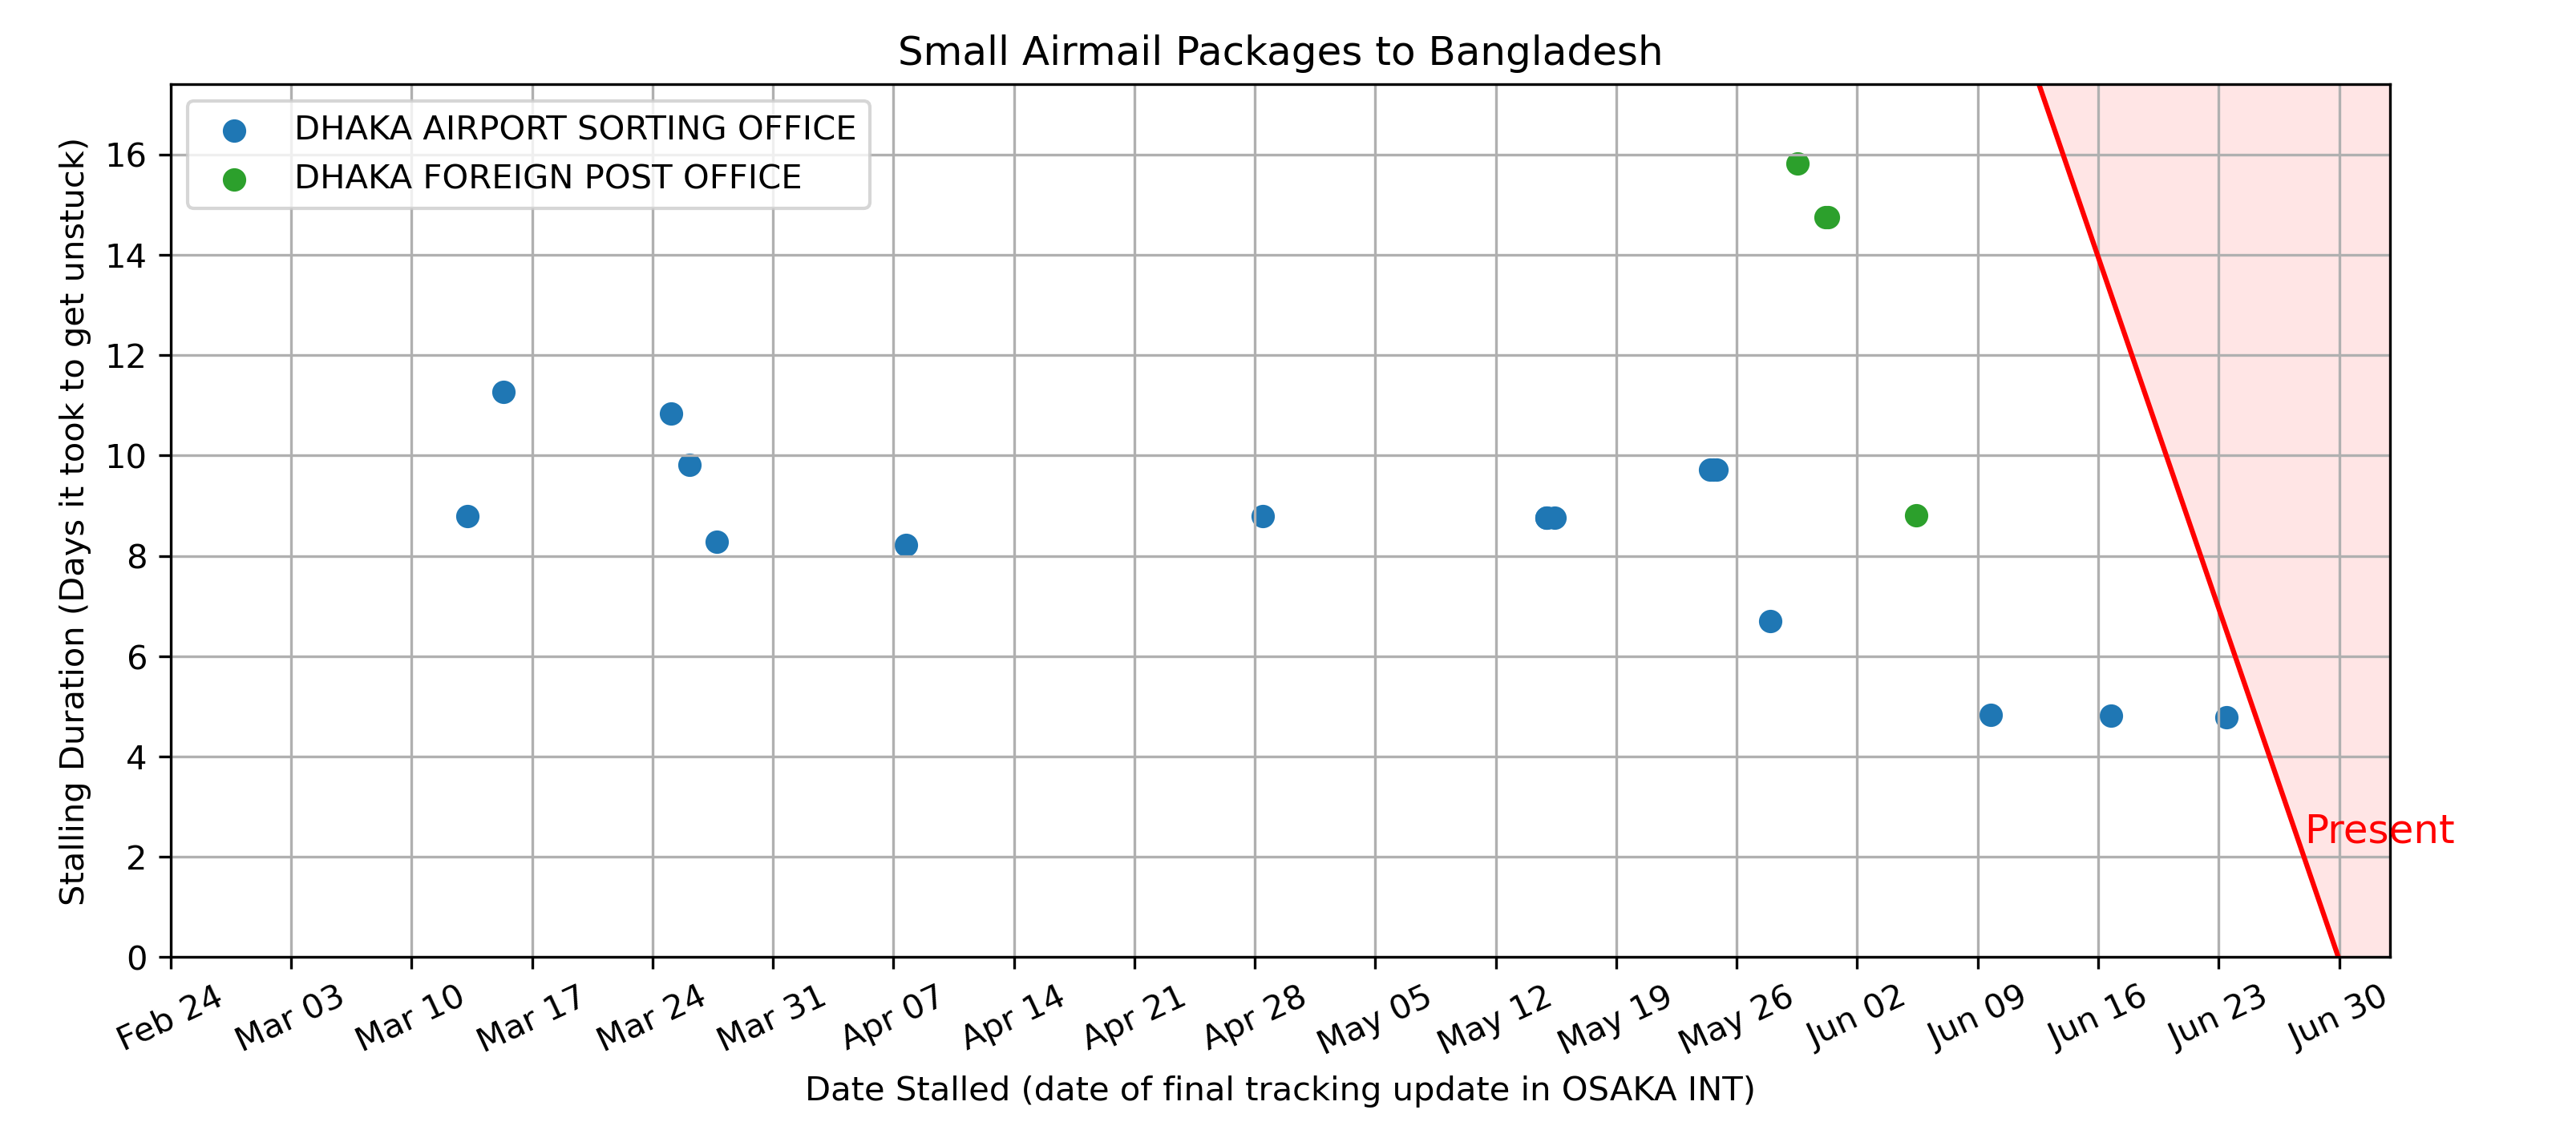 Small Airmail Packages to Bangladesh
DHAKA AIRPORT SORTING OFFICE
DHAKA FOREIGN POST OFFICE
Stalling Duration (Days it took to get unstuck)
16
14
12
10
8
6
4
2
0
Present
Feb 24 Mar 03 Mar 10 Mar 17 Mar 24 Mar 31 Apr 07 Apr 14 Apr 21 Apr 28 May 05 May 12 May 19 May 26 Jun 02 Jun 09 Jun 16 Jun 23 Jun 30
Date Stalled (date of final tracking update in OSAKA INT)